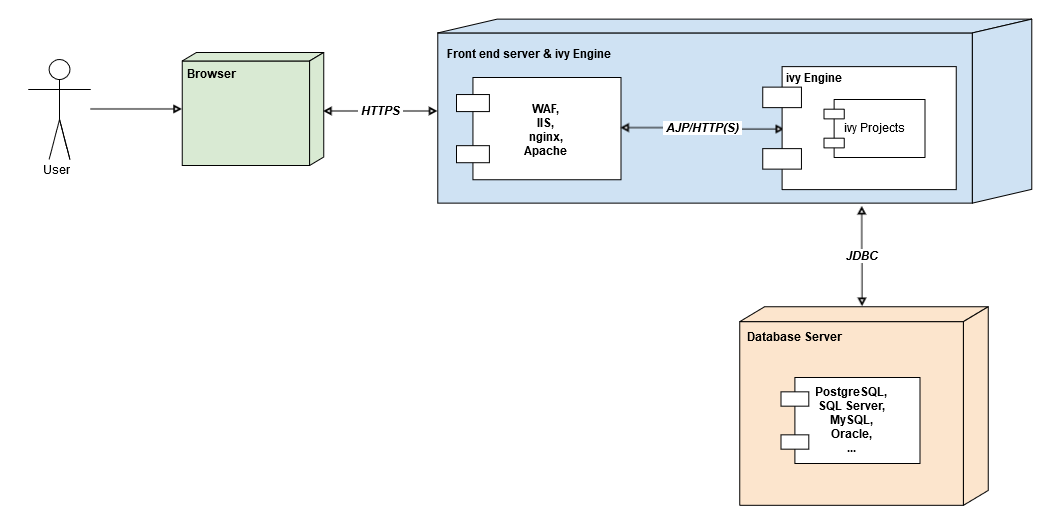 User
Browser
HTTPS
Front end server & ivy Engine
WAF,
IIS,
nginx,
Apache
AJP/HTTP(S)
ivy Engine
ivy Projects
JDBC
Database Server
PostgreSQL,
SQL Server,
MySQL,
Oracle,
...